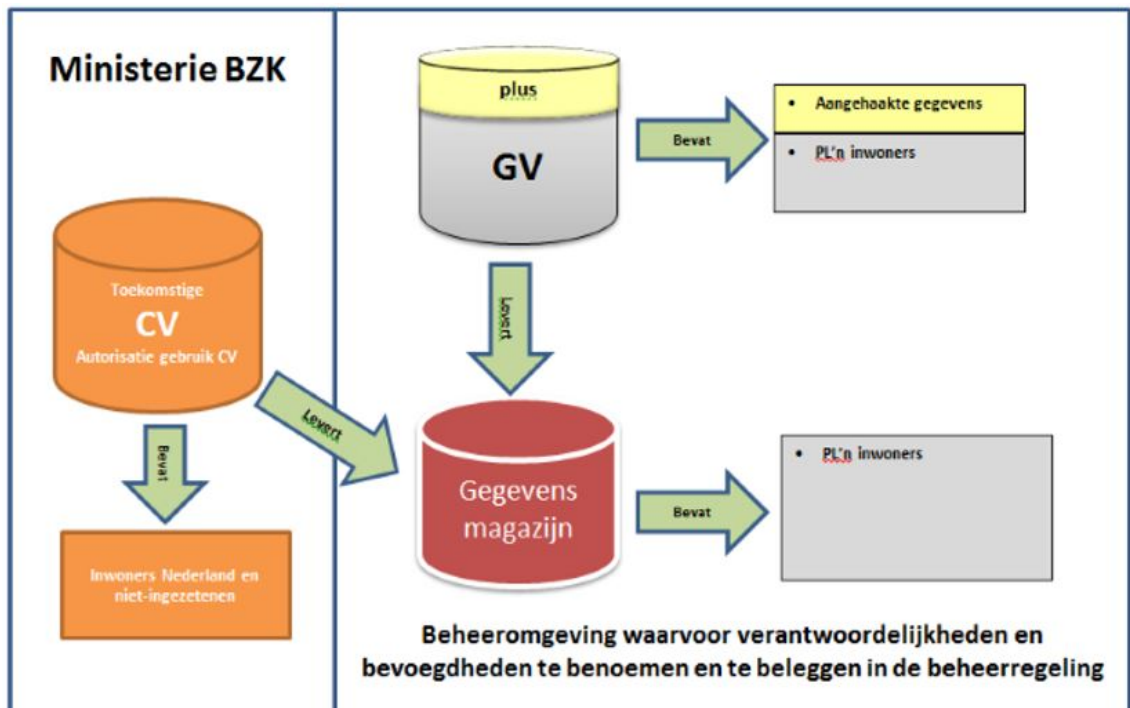 Ministerie BZK
Toekomstige
CV
Autorisatie gebruik CV
Bevat
Inwoners Nederland en
niet-ingezetenen
Levert
plus
GV
Bevat
• Aangehaakte gegevens
• PL'n inwoners
Levert
Gegevens
magazijn
Bevat
• PL'n inwoners
Beheeromgeving waarvoor verantwoordelijkheden en
bevoegdheden te benoemen en te beleggen in de beheerregeling